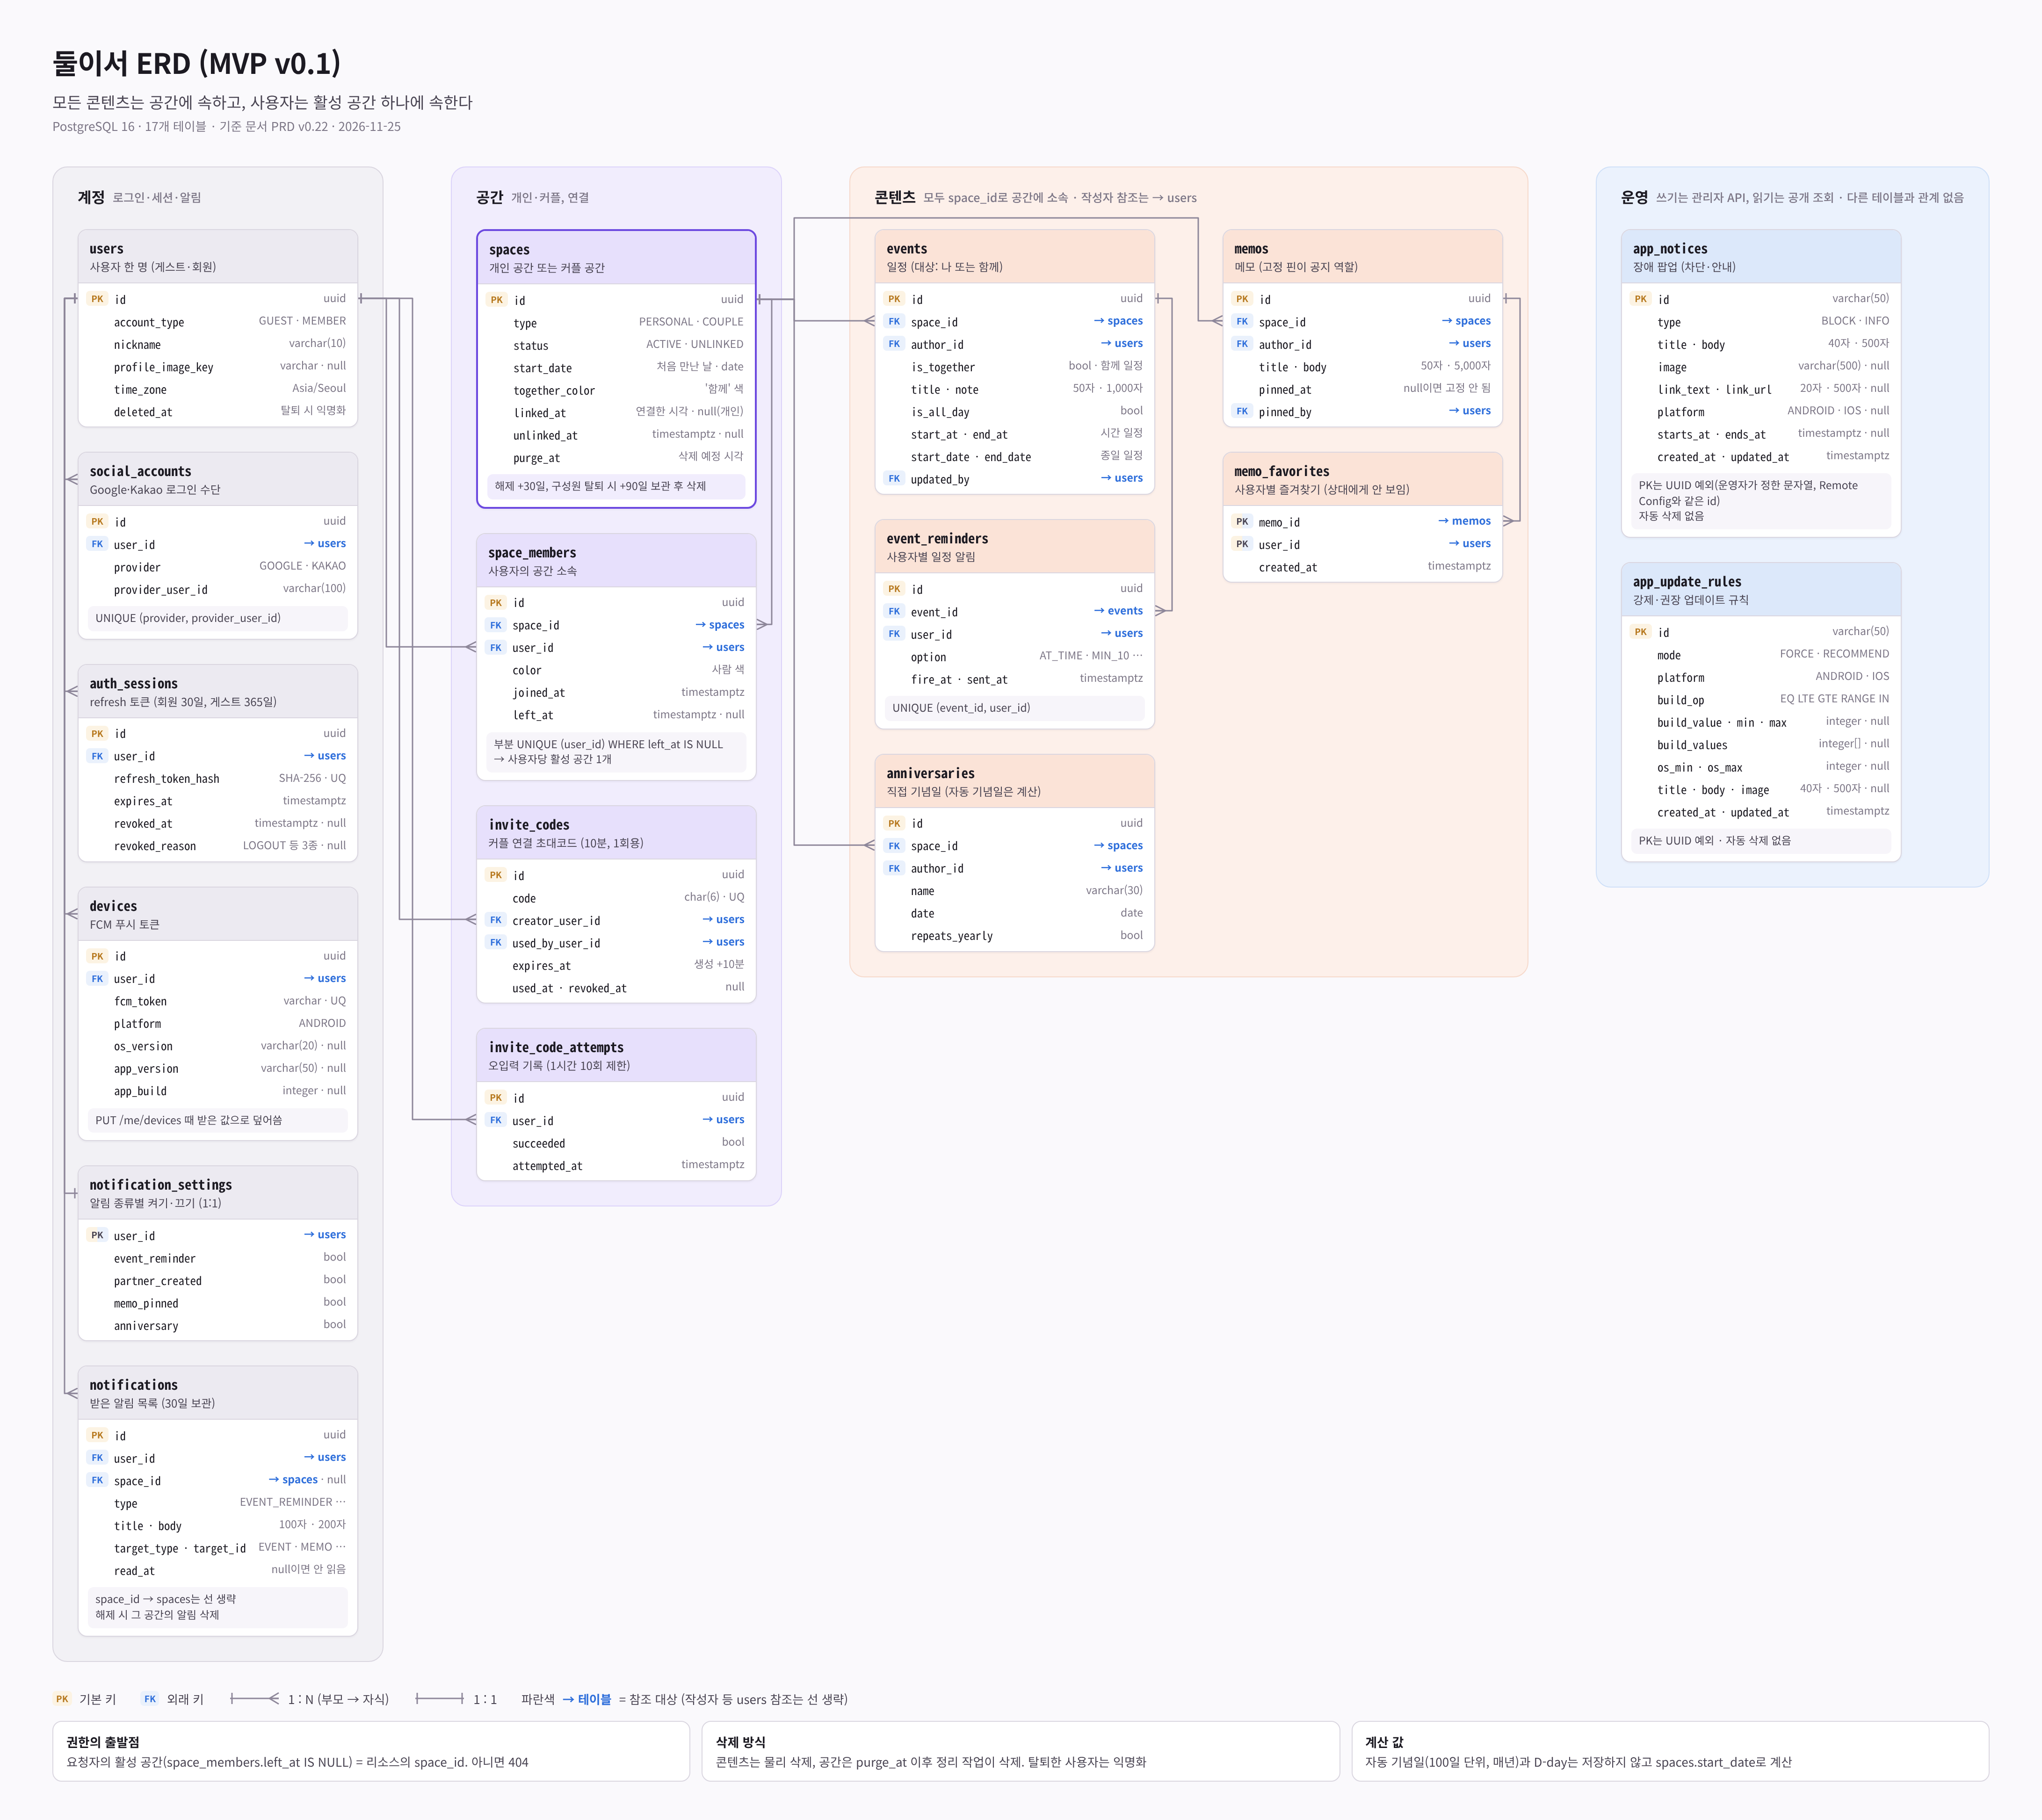 둘이서 ERD (MVP v0.1)
모든 콘텐츠는 공간에 속하고, 사용자는 활성 공간 하나에 속한다
PostgreSQL 16 · 17개 테이블 · 기준 문서 PRD v0.22 · 2026-11-25
계정 로그인·세션·알림
users
사용자 한 명 (게스트·회원)
PK id uuid
account_type GUEST · MEMBER
nickname varchar(10)
profile_image_key varchar · null
time_zone Asia/Seoul
deleted_at 탈퇴 시 익명화
social_accounts
Google·Kakao 로그인 수단
PK id uuid
FK user_id → users
provider GOOGLE · KAKAO
provider_user_id varchar(100)
UNIQUE (provider, provider_user_id)
auth_sessions
refresh 토큰 (회원 30일, 게스트 365일)
PK id uuid
FK user_id → users
refresh_token_hash SHA-256 · UQ
expires_at timestamptz
revoked_at timestamptz · null
revoked_reason LOGOUT 등 3종 · null
devices
FCM 푸시 토큰
PK id uuid
FK user_id → users
fcm_token varchar · UQ
platform ANDROID
os_version varchar(20) · null
app_version varchar(50) · null
app_build integer · null
PUT /me/devices 때 받은 값으로 덮어씀
notification_settings
알림 종류별 켜기·끄기 (1:1)
PK user_id → users
event_reminder bool
partner_created bool
memo_pinned bool
anniversary bool
notifications
받은 알림 목록 (30일 보관)
PK id uuid
FK user_id → users
FK space_id → spaces · null
type EVENT_REMINDER ⋯
title · body 100자 · 200자
target_type · target_id EVENT · MEMO ⋯
read_at null이면 안 읽음
space_id → spaces는 선 생략
해제 시 그 공간의 알림 삭제
공간 개인·커플, 연결
spaces
개인 공간 또는 커플 공간
PK id uuid
type PERSONAL · COUPLE
status ACTIVE · UNLINKED
start_date 처음 만난 날 · date
together_color '함께' 색
linked_at 연결한 시각 · null(개인)
unlinked_at timestamptz · null
purge_at 삭제 예정 시각
해제 +30일, 구성원 탈퇴 시 +90일 보관 후 삭제
space_members
사용자의 공간 소속
PK id uuid
FK space_id → spaces
FK user_id → users
color 사람 색
joined_at timestamptz
left_at timestamptz · null
부분 UNIQUE (user_id) WHERE left_at IS NULL
→ 사용자당 활성 공간 1개
invite_codes
커플 연결 초대코드 (10분, 1회용)
PK id uuid
code char(6) · UQ
FK creator_user_id → users
FK used_by_user_id → users
expires_at 생성 +10분
used_at · revoked_at null
invite_code_attempts
오입력 기록 (1시간 10회 제한)
PK id uuid
FK user_id → users
succeeded bool
attempted_at timestamptz
콘텐츠 모두 space_id로 공간에 소속 · 작성자 참조는 → users
events
일정 (대상: 나 또는 함께)
PK id uuid
FK space_id → spaces
FK author_id → users
is_together bool · 함께 일정
title · note 50자 · 1,000자
is_all_day bool
start_at · end_at 시간 일정
start_date · end_date 종일 일정
FK updated_by → users
event_reminders
사용자별 일정 알림
PK id uuid
FK event_id → events
FK user_id → users
option AT_TIME · MIN_10 ⋯
fire_at · sent_at timestamptz
UNIQUE (event_id, user_id)
anniversaries
직접 기념일 (자동 기념일은 계산)
PK id uuid
FK space_id → spaces
FK author_id → users
name varchar(30)
date date
repeats_yearly bool
memos
메모 (고정 핀이 공지 역할)
PK id uuid
FK space_id → spaces
FK author_id → users
title · body 50자 · 5,000자
pinned_at null이면 고정 안 됨
FK pinned_by → users
memo_favorites
사용자별 즐겨찾기 (상대에게 안 보임)
PK memo_id → memos
PK user_id → users
created_at timestamptz
운영 쓰기는 관리자 API, 읽기는 공개 조회 · 다른 테이블과 관계 없음
app_notices
장애 팝업 (차단·안내)
PK id varchar(50)
type BLOCK · INFO
title · body 40자 · 500자
image varchar(500) · null
link_text · link_url 20자 · 500자 · null
platform ANDROID · IOS · null
starts_at · ends_at timestamptz · null
created_at · updated_at timestamptz
PK는 UUID 예외(운영자가 정한 문자열, Remote
Config와 같은 id)
자동 삭제 없음
app_update_rules
강제·권장 업데이트 규칙
PK id varchar(50)
mode FORCE · RECOMMEND
platform ANDROID · IOS
build_op EQ LTE GTE RANGE IN
build_value · min · max integer · null
build_values integer[] · null
os_min · os_max integer · null
title · body · image 40자 · 500자 · null
created_at · updated_at timestamptz
PK는 UUID 예외 · 자동 삭제 없음
PK 기본 키 FK 외래 키 1 : N (부모 → 자식) 1 : 1 파란색 → 테이블 = 참조 대상 (작성자 등 users 참조는 선 생략)
권한의 출발점
요청자의 활성 공간(space_members.left_at IS NULL) = 리소스의 space_id. 아니면 404
삭제 방식
콘텐츠는 물리 삭제, 공간은 purge_at 이후 정리 작업이 삭제. 탈퇴한 사용자는 익명화
계산 값
자동 기념일(100일 단위, 매년)과 D-day는 저장하지 않고 spaces.start_date로 계산